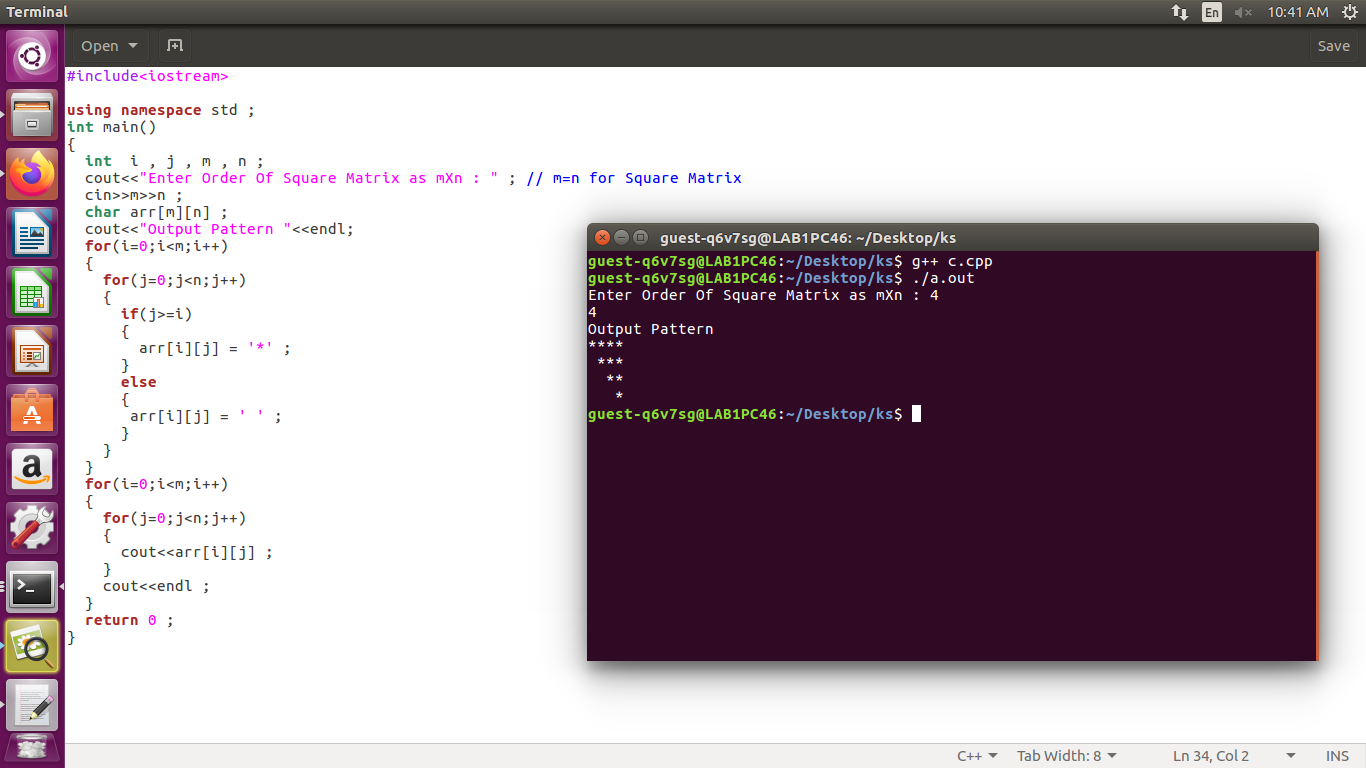 Terminal
En
10:41 AM
Open
Save
#include<iostream>
using namespace std ;
int main()
{
  int  i , j , m , n ;
  cout<<"Enter Order Of Square Matrix as mXn : " ; // m=n for Square Matrix
  cin>>m>>n ;
  char arr[m][n] ;
  cout<<"Output Pattern "<<endl;
  for(i=0;i<m;i++)
  {
    for(j=0;j<n;j++)
    {
      if(j>=i)
      {
        arr[i][j] = '*' ;
      }
      else
      {
       arr[i][j] = ' ' ;
      }
    }
  }
  for(i=0;i<m;i++)
  {
    for(j=0;j<n;j++)
    {
      cout<<arr[i][j] ;
    }
    cout<<endl ;
  }
  return 0 ;
}
guest-q6v7sg@LAB1PC46: ~/Desktop/ks
guest-q6v7sg@LAB1PC46:~/Desktop/ks$ g++ c.cpp
guest-q6v7sg@LAB1PC46:~/Desktop/ks$ ./a.out
Enter Order Of Square Matrix as mXn : 4
4
Output Pattern
****
 ***
  **
   *
guest-q6v7sg@LAB1PC46:~/Desktop/ks$
C++
Tab Width: 8
Ln 34, Col 2
INS